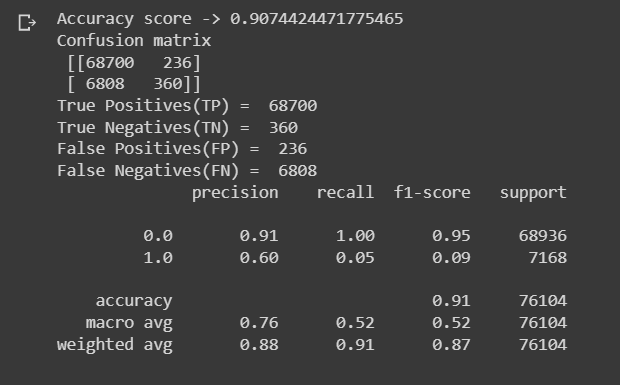 Accuracy score -> 0.9074424471775465
Confusion matrix
[[68700 236]
[ 6808 360]]
True Positives(TP) = 68700
True Negatives(TN) = 360
False Positives(FP) = 236
False Negatives(FN) = 6808
precision recall f1-score support
0.0 0.91 1.00 0.95 68936
1.0 0.60 0.05 0.09 7168
accuracy 0.91 76104
macro avg 0.76 0.52 0.52 76104
weighted avg 0.88 0.91 0.87 76104